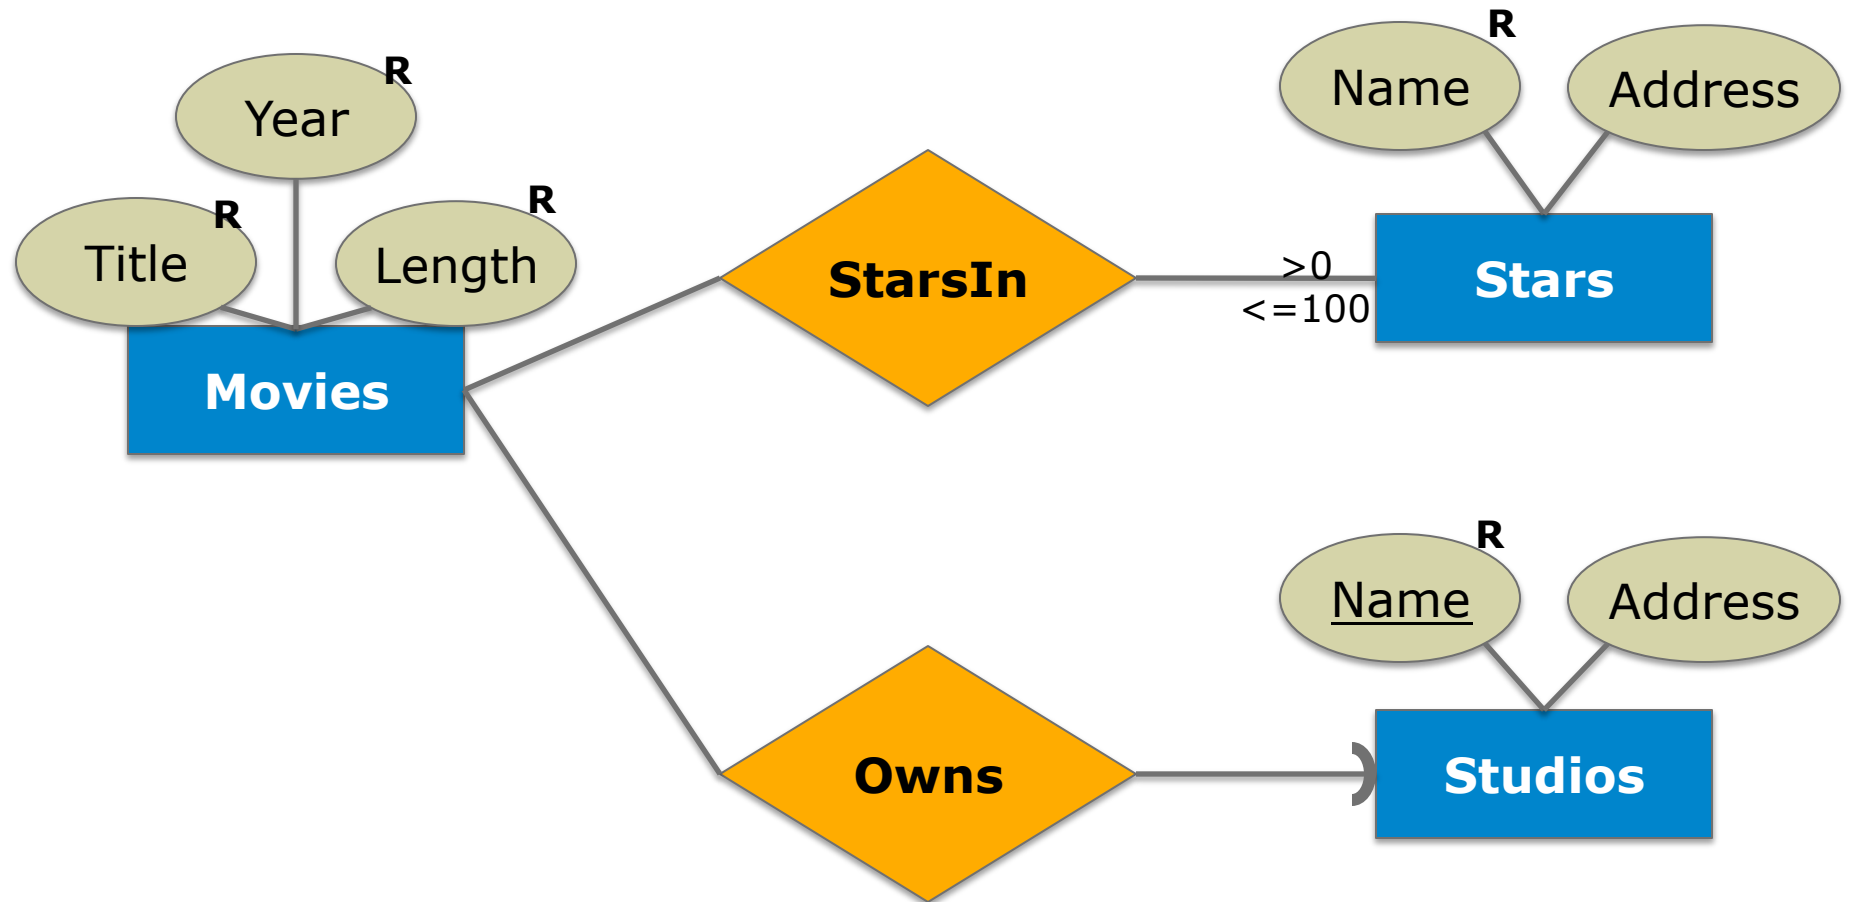 R
Year
R
Title
R
Length
Movies
StarsIn
>0
<=100
R
Name
Address
Stars
Owns
R
Name
Address
Studios